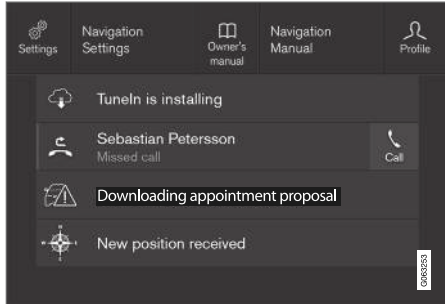 Settings
Navigation
Settings
Owner's
manual
Navigation
Manual
Profile
TuneIn is installing
Sebastian Petersson
Missed call
Call
Downloading appointment proposal
New position received
G063253